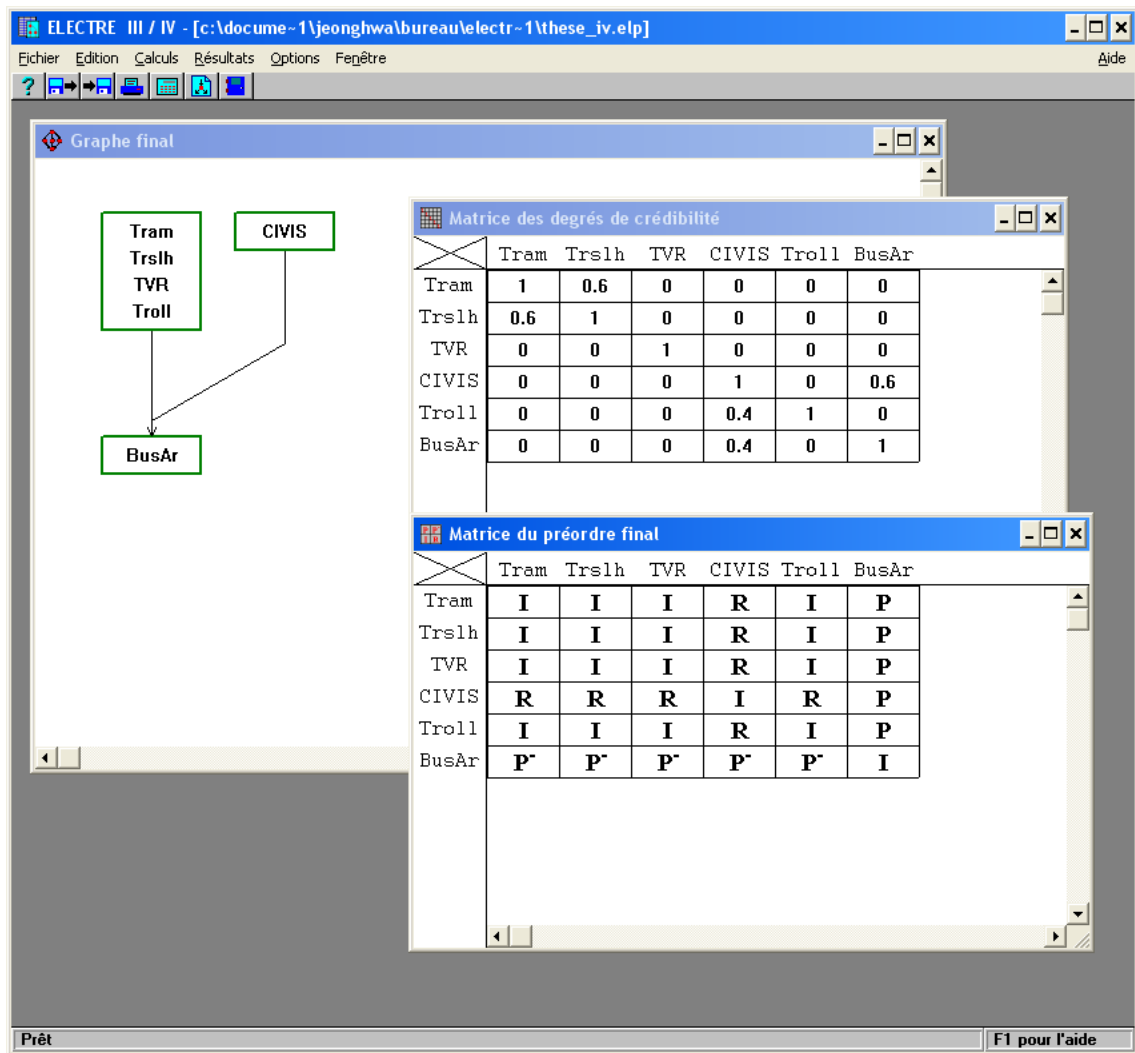 ELECTRE III / IV - [c:\docume~1\jeonghwa\bureau\electr~1\these_iv.elp]
Fichier Edition Calculs Résultats Options Fenêtre Aide
?
Graphe final
Tram
Trslh
TVR
Troll
CIVIS
BusAr
Matrice des degrés de crédibilité
Tram Trslh TVR CIVIS Troll BusAr
Tram 1 0.6 0 0 0 0
Trslh 0.6 1 0 0 0 0
TVR 0 0 1 0 0 0
CIVIS 0 0 0 1 0 0.6
Troll 0 0 0 0.4 1 0
BusAr 0 0 0 0.4 0 1
Matrice du préordre final
Tram Trslh TVR CIVIS Troll BusAr
Tram I I I R I P
Trslh I I I R I P
TVR I I I R I P
CIVIS R R R I R P
Troll I I I R I P
BusAr P- P- P- P- P- I
Prêt F1 pour l'aide